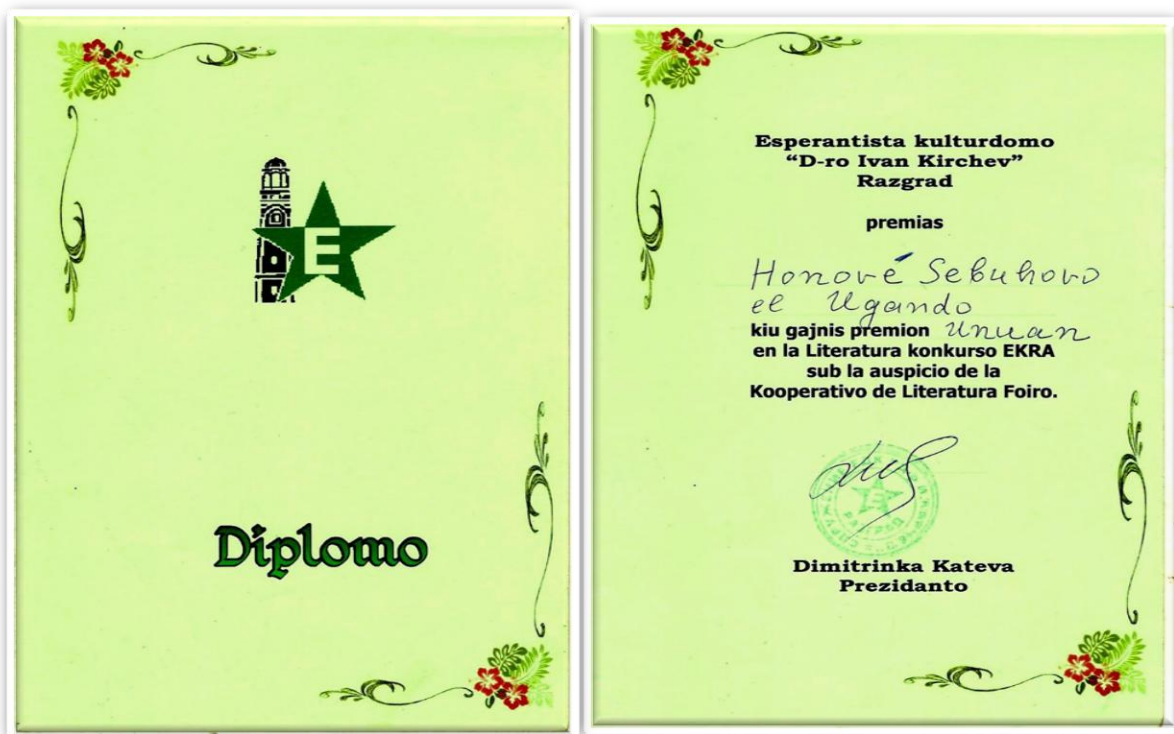 E
Diplomo
Esperantista kulturdomo
“D-ro Ivan Kirchev”
Razgrad
premias
Honoré Sebuhoro
el Ugando
kiu gajnis premion Unuan
en la Literatura konkurso EKRA
sub la auspicio de la
Kooperativo de Literatura Foiro.
E
Dimitrinka Kateva
Prezidanto